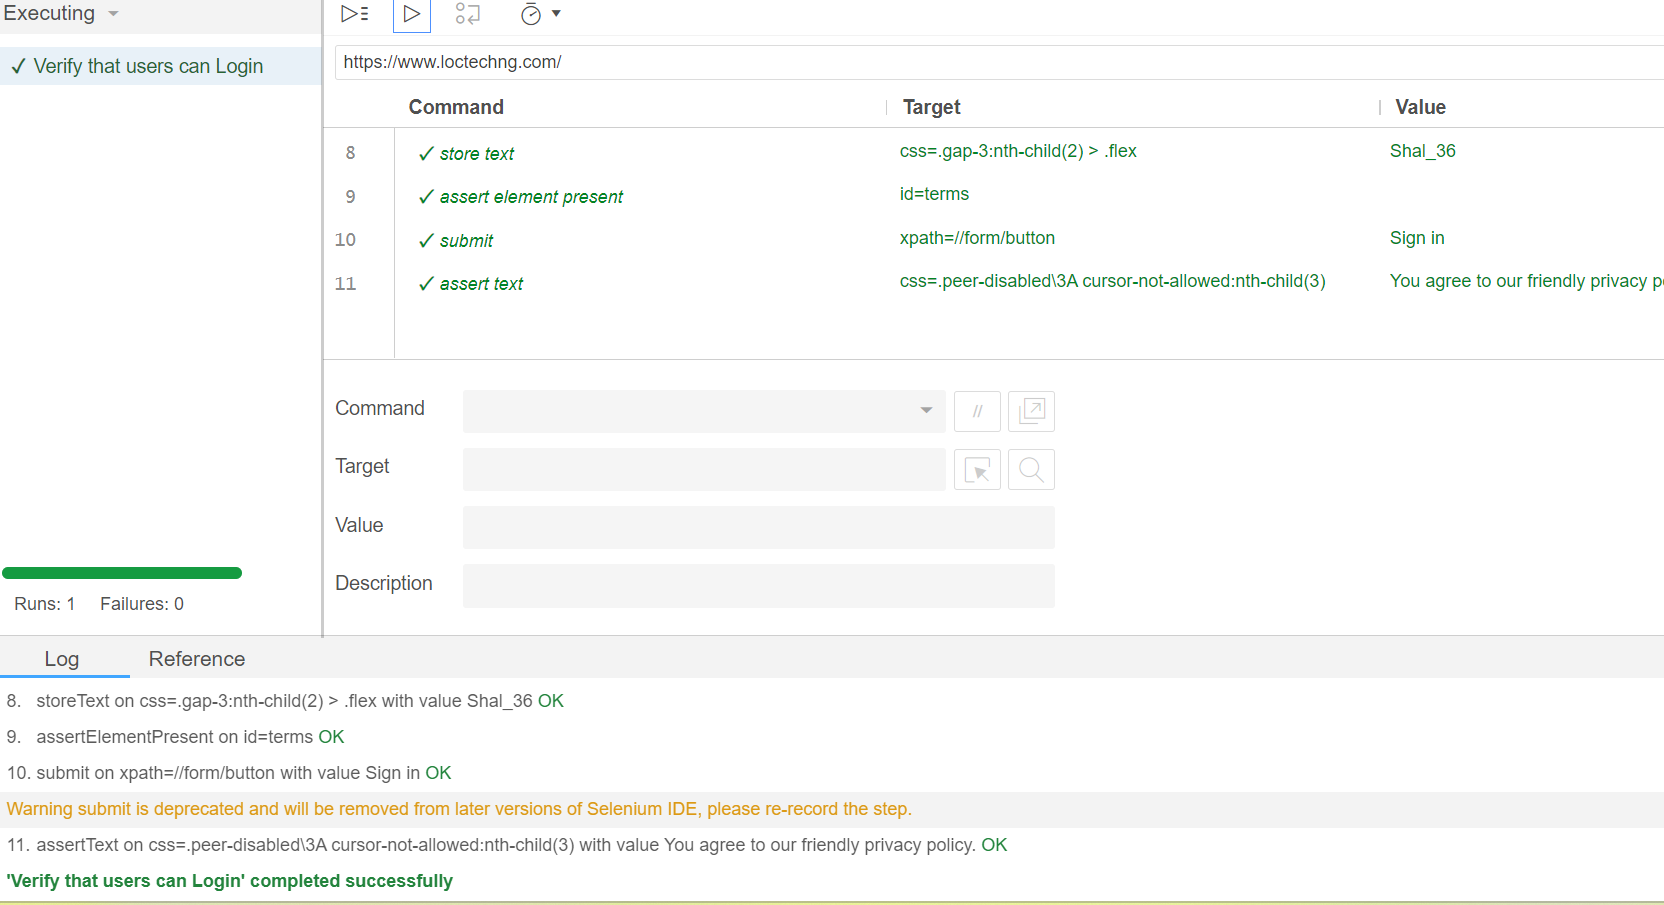 Executing
✓ Verify that users can Login
https://www.loctechng.com/
Command Target Value
8 ✓ store text css=.gap-3:nth-child(2) > .flex Shal_36
9 ✓ assert element present id=terms
10 ✓ submit xpath=//form/button Sign in
11 ✓ assert text css=.peer-disabled\3A cursor-not-allowed:nth-child(3) You agree to our friendly privacy p
Command //
Target
Value
Description
Runs: 1 Failures: 0
Log Reference
8. storeText on css=.gap-3:nth-child(2) > .flex with value Shal_36 OK
9. assertElementPresent on id=terms OK
10. submit on xpath=//form/button with value Sign in OK
Warning submit is deprecated and will be removed from later versions of Selenium IDE, please re-record the step.
11. assertText on css=.peer-disabled\3A cursor-not-allowed:nth-child(3) with value You agree to our friendly privacy policy. OK
'Verify that users can Login' completed successfully